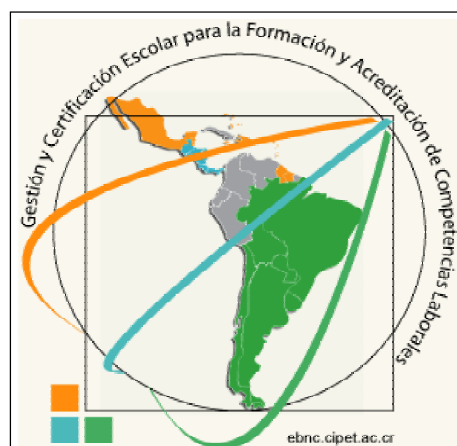 Gestión y Certificación Escolar para la Formación y Acreditación de Competencias Laborales
ebnc.cipet.ac.cr